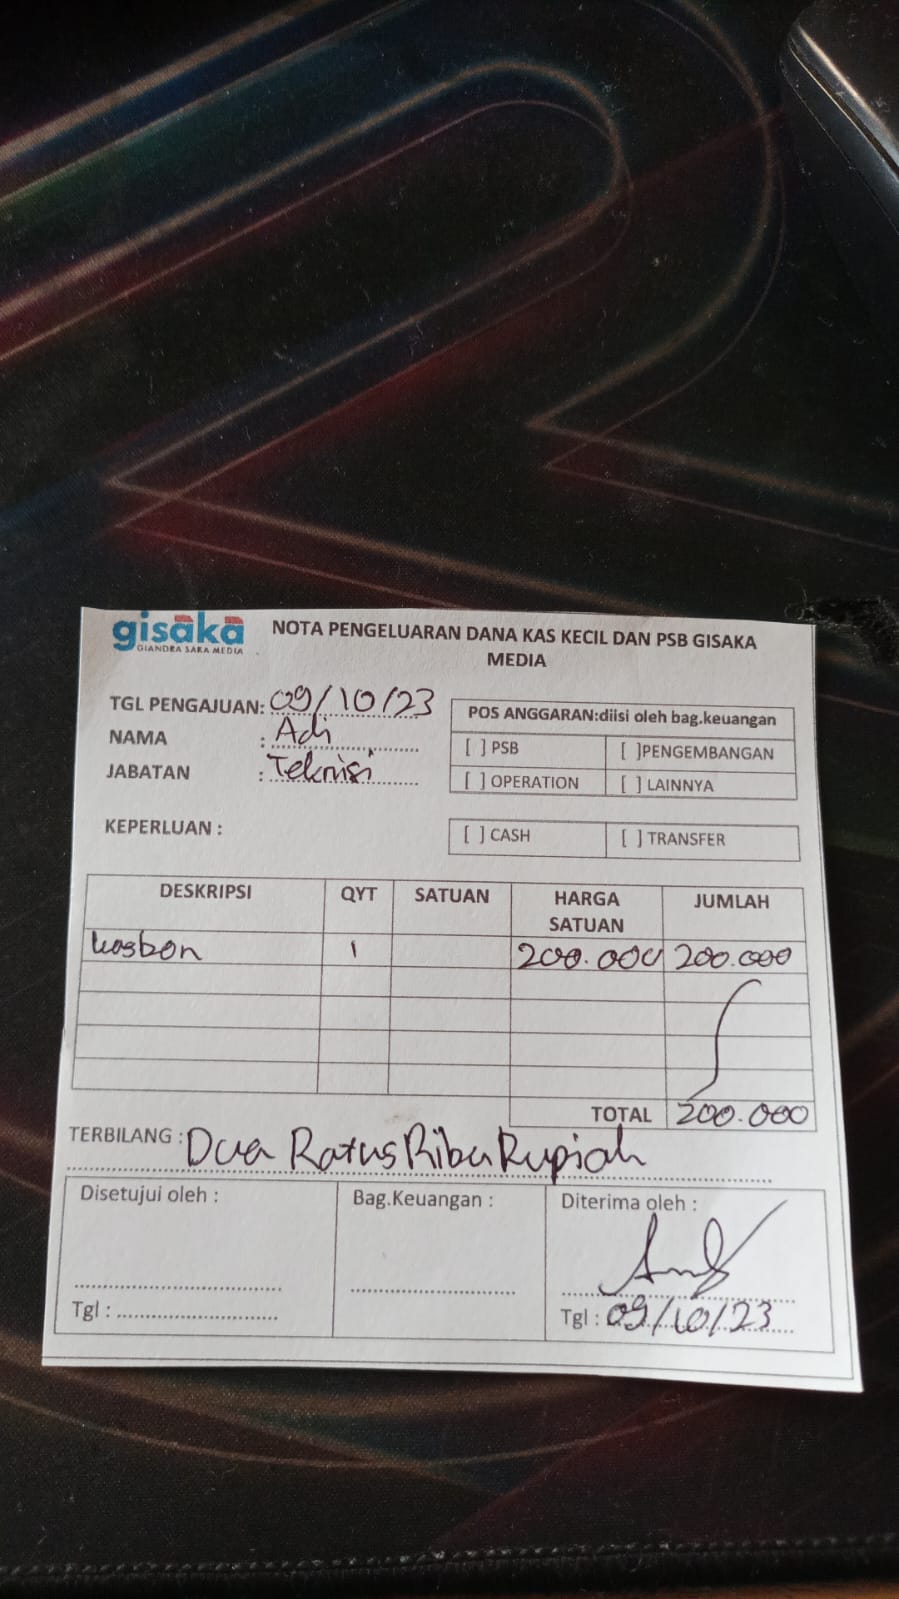 gisaka
GIANDRA SAKA MEDIA
NOTA PENGELUARAN DANA KAS KECIL DAN PSB GISAKA
MEDIA
TGL PENGAJUAN: 09/10/23
NAMA : Adi
JABATAN : Teknisi
POS ANGGARAN:diisi oleh bag.keuangan
[ ] PSB [ ]PENGEMBANGAN
[ ] OPERATION [ ] LAINNYA
KEPERLUAN :
[ ] CASH [ ] TRANSFER
DESKRIPSI QYT SATUAN HARGA SATUAN JUMLAH
kasbon 1 200.000 200.000
TOTAL 200.000
TERBILANG : Dua Ratus Ribu Rupiah
Disetujui oleh : Bag.Keuangan : Diterima oleh :
Tgl : Tgl : 09/10/23